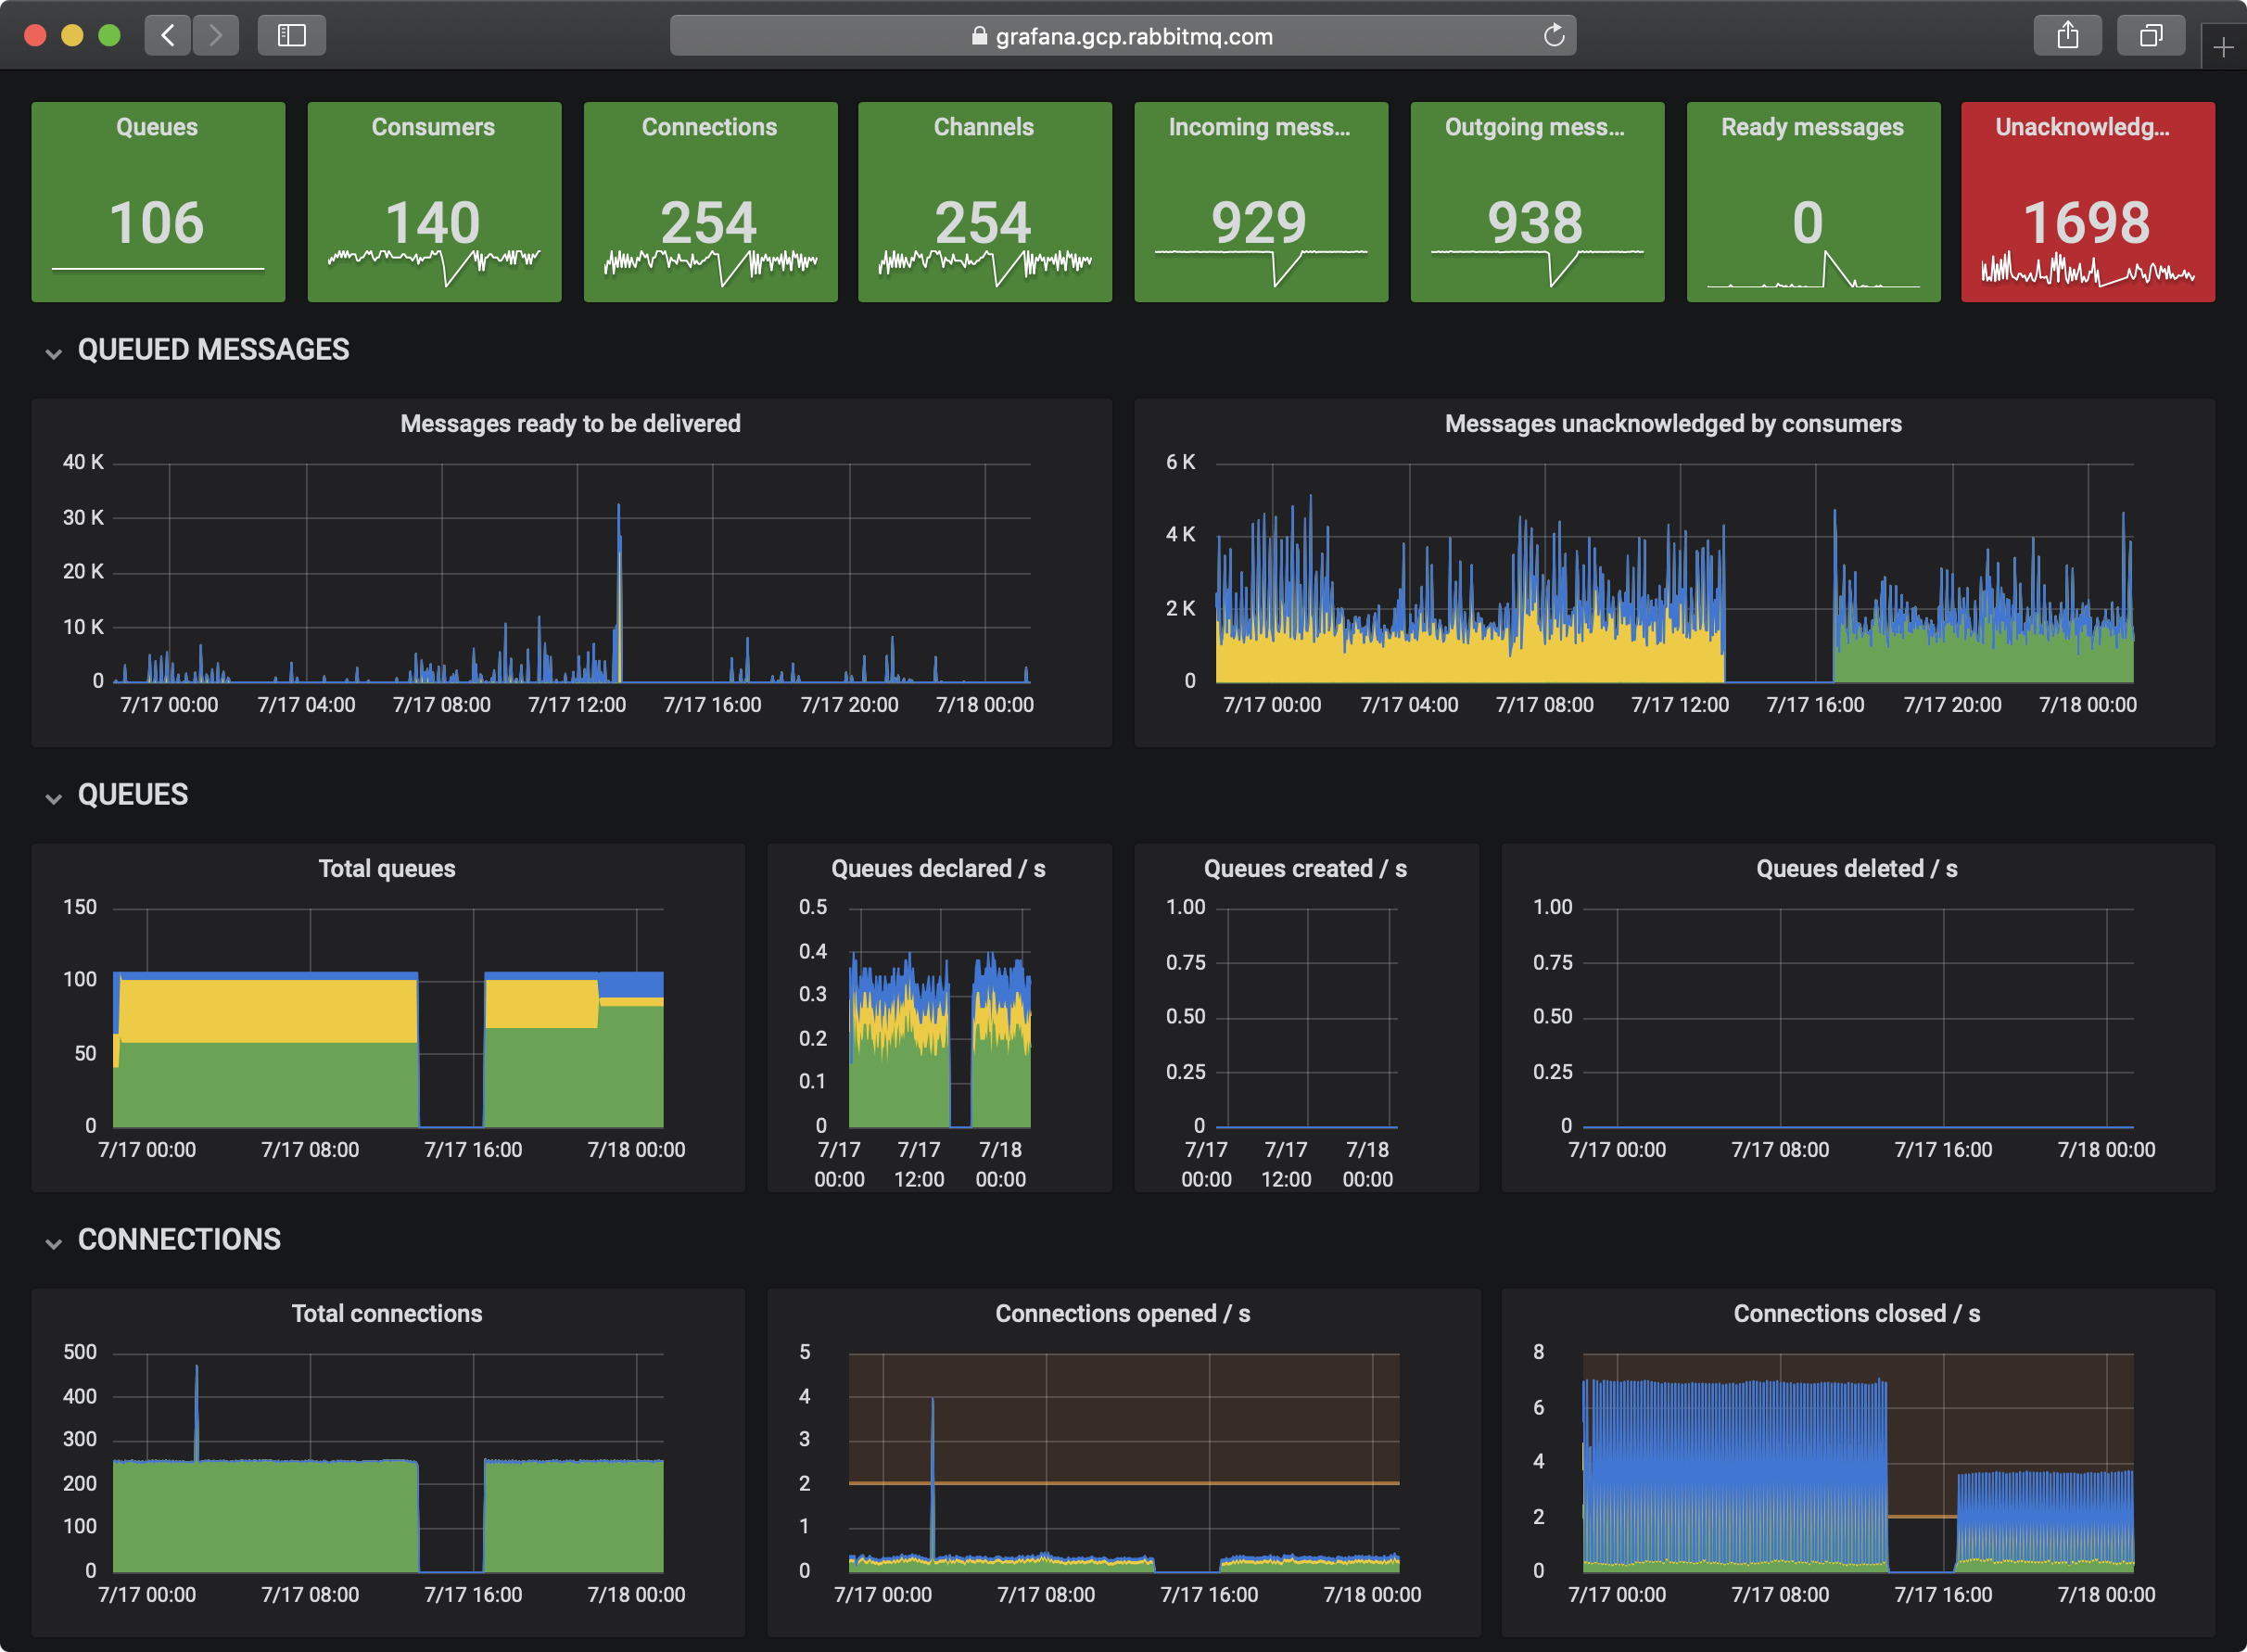 grafana.gcp.rabbitmq.com
Queues
106
Consumers
140
Connections
254
Channels
254
Incoming mess...
929
Outgoing mess...
938
Ready messages
0
Unacknowledg...
1698
QUEUED MESSAGES
Messages ready to be delivered
40 K
30 K
20 K
10 K
0
7/17 00:00 7/17 04:00 7/17 08:00 7/17 12:00 7/17 16:00 7/17 20:00 7/18 00:00
Messages unacknowledged by consumers
6 K
4 K
2 K
0
7/17 00:00 7/17 04:00 7/17 08:00 7/17 12:00 7/17 16:00 7/17 20:00 7/18 00:00
QUEUES
Total queues
150
100
50
0
7/17 00:00 7/17 08:00 7/17 16:00 7/18 00:00
Queues declared / s
0.5
0.4
0.3
0.2
0.1
0
7/17 7/17 7/18
00:00 12:00 00:00
Queues created / s
1.00
0.75
0.50
0.25
0
7/17 7/17 7/18
00:00 12:00 00:00
Queues deleted / s
1.00
0.75
0.50
0.25
0
7/17 00:00 7/17 08:00 7/17 16:00 7/18 00:00
CONNECTIONS
Total connections
500
400
300
200
100
0
7/17 00:00 7/17 08:00 7/17 16:00 7/18 00:00
Connections opened / s
5
4
3
2
1
0
7/17 00:00 7/17 08:00 7/17 16:00 7/18 00:00
Connections closed / s
8
6
4
2
0
7/17 00:00 7/17 08:00 7/17 16:00 7/18 00:00